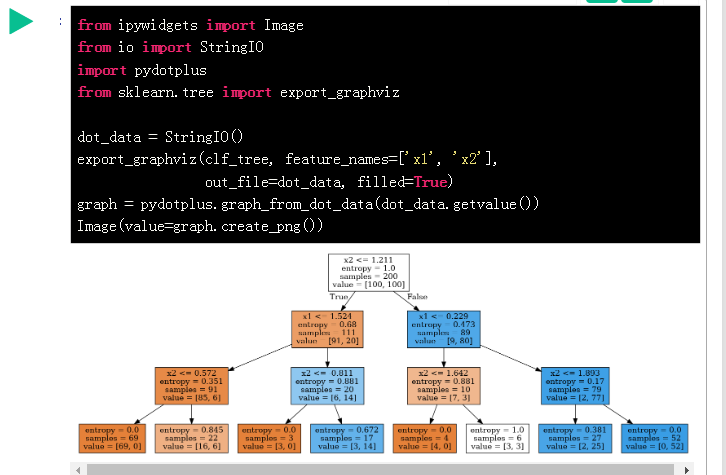 :
from ipywidgets import Image
from io import StringIO
import pydotplus
from sklearn.tree import export_graphviz
dot_data = StringIO()
export_graphviz(clf_tree, feature_names=['x1', 'x2'],
out_file=dot_data, filled=True)
graph = pydotplus.graph_from_dot_data(dot_data.getvalue())
Image(value=graph.create_png())
x2 <= 1.211
entropy = 1.0
samples = 200
value = [100, 100]
True
False
x1 <= 1.524
entropy = 0.68
samples = 111
value = [91, 20]
x1 <= 0.229
entropy = 0.473
samples = 89
value = [9, 80]
x2 <= 0.572
entropy = 0.351
samples = 91
value = [85, 6]
x2 <= 0.811
entropy = 0.881
samples = 20
value = [6, 14]
x2 <= 1.642
entropy = 0.881
samples = 10
value = [7, 3]
x2 <= 1.893
entropy = 0.17
samples = 79
value = [2, 77]
entropy = 0.0
samples = 69
value = [69, 0]
entropy = 0.845
samples = 22
value = [16, 6]
entropy = 0.0
samples = 3
value = [3, 0]
entropy = 0.672
samples = 17
value = [3, 14]
entropy = 0.0
samples = 4
value = [4, 0]
entropy = 1.0
samples = 6
value = [3, 3]
entropy = 0.381
samples = 27
value = [2, 25]
entropy = 0.0
samples = 52
value = [0, 52]